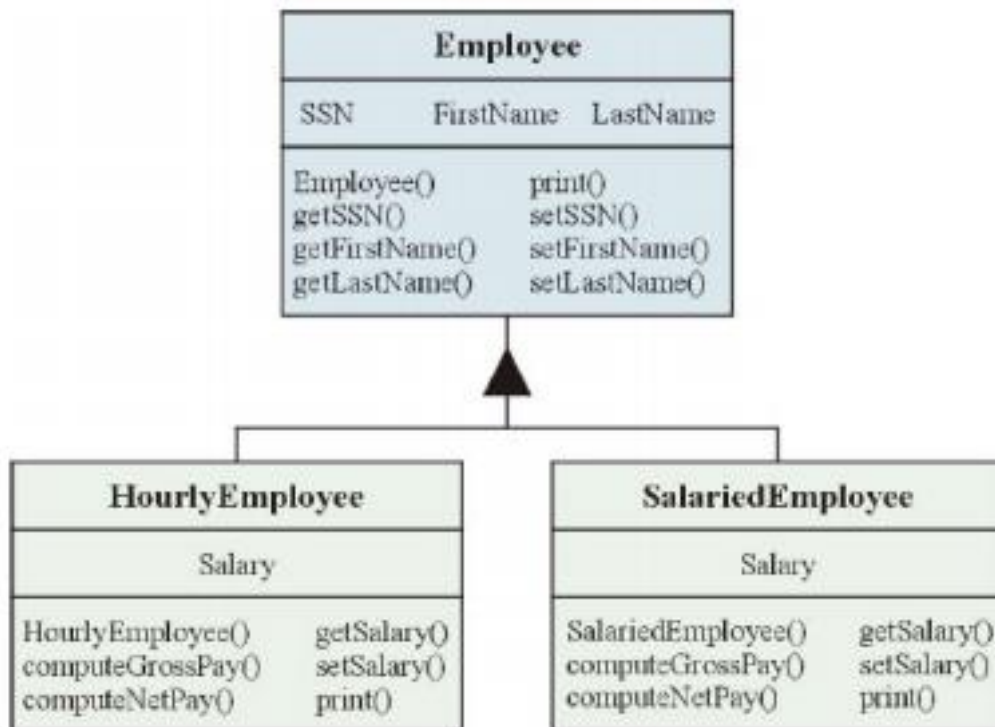 Employee
SSN FirstName LastName
Employee() print()
getSSN() setSSN()
getFirstName() setFirstName()
getLastName() setLastName()
HourlyEmployee
Salary
HourlyEmployee() getSalary()
computeGrossPay() setSalary()
computeNetPay() print()
SalariedEmployee
Salary
SalariedEmployee() getSalary()
computeGrossPay() setSalary()
computeNetPay() print()